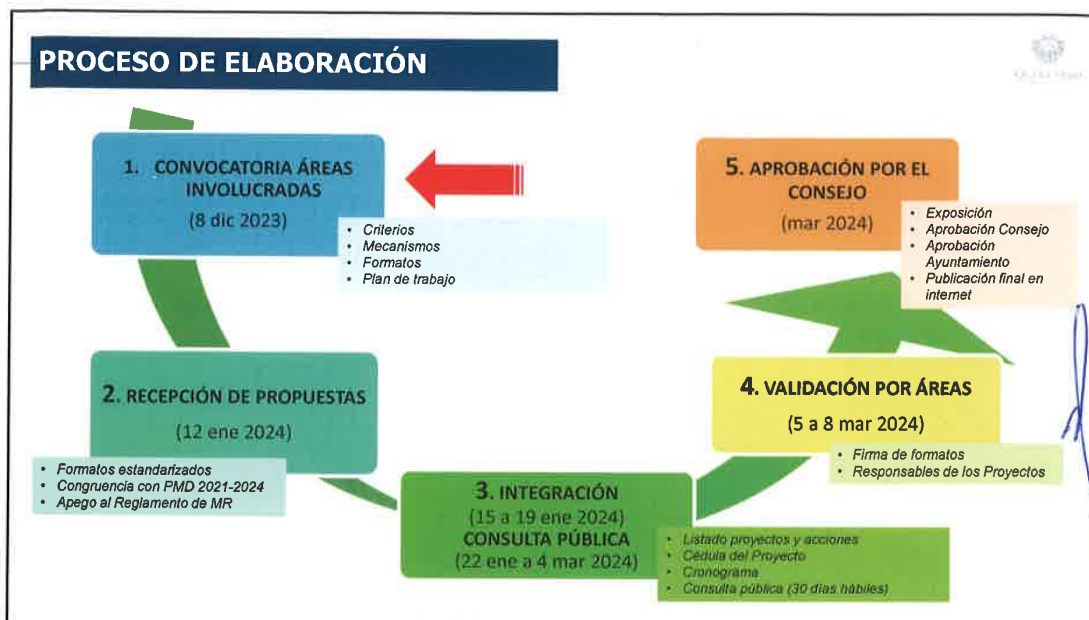 PROCESO DE ELABORACIÓN
1. CONVOCATORIA ÁREAS
INVOLUCRADAS
(8 dic 2023)
• Criterios
• Mecanismos
• Formatos
• Plan de trabajo
2. RECEPCIÓN DE PROPUESTAS
(12 ene 2024)
• Formatos estandarizados
• Congruencia con PMD 2021-2024
• Apego al Reglamento de MR
3. INTEGRACIÓN
(15 a 19 ene 2024)
CONSULTA PÚBLICA
(22 ene a 4 mar 2024)
• Listado proyectos y acciones
• Cédula del Proyecto
• Cronograma
• Consulta pública (30 días hábiles)
4. VALIDACIÓN POR ÁREAS
(5 a 8 mar 2024)
• Firma de formatos
• Responsables de los Proyectos
5. APROBACIÓN POR EL
CONSEJO
(mar 2024)
• Exposición
• Aprobación Consejo
• Aprobación
Ayuntamiento
• Publicación final en
internet